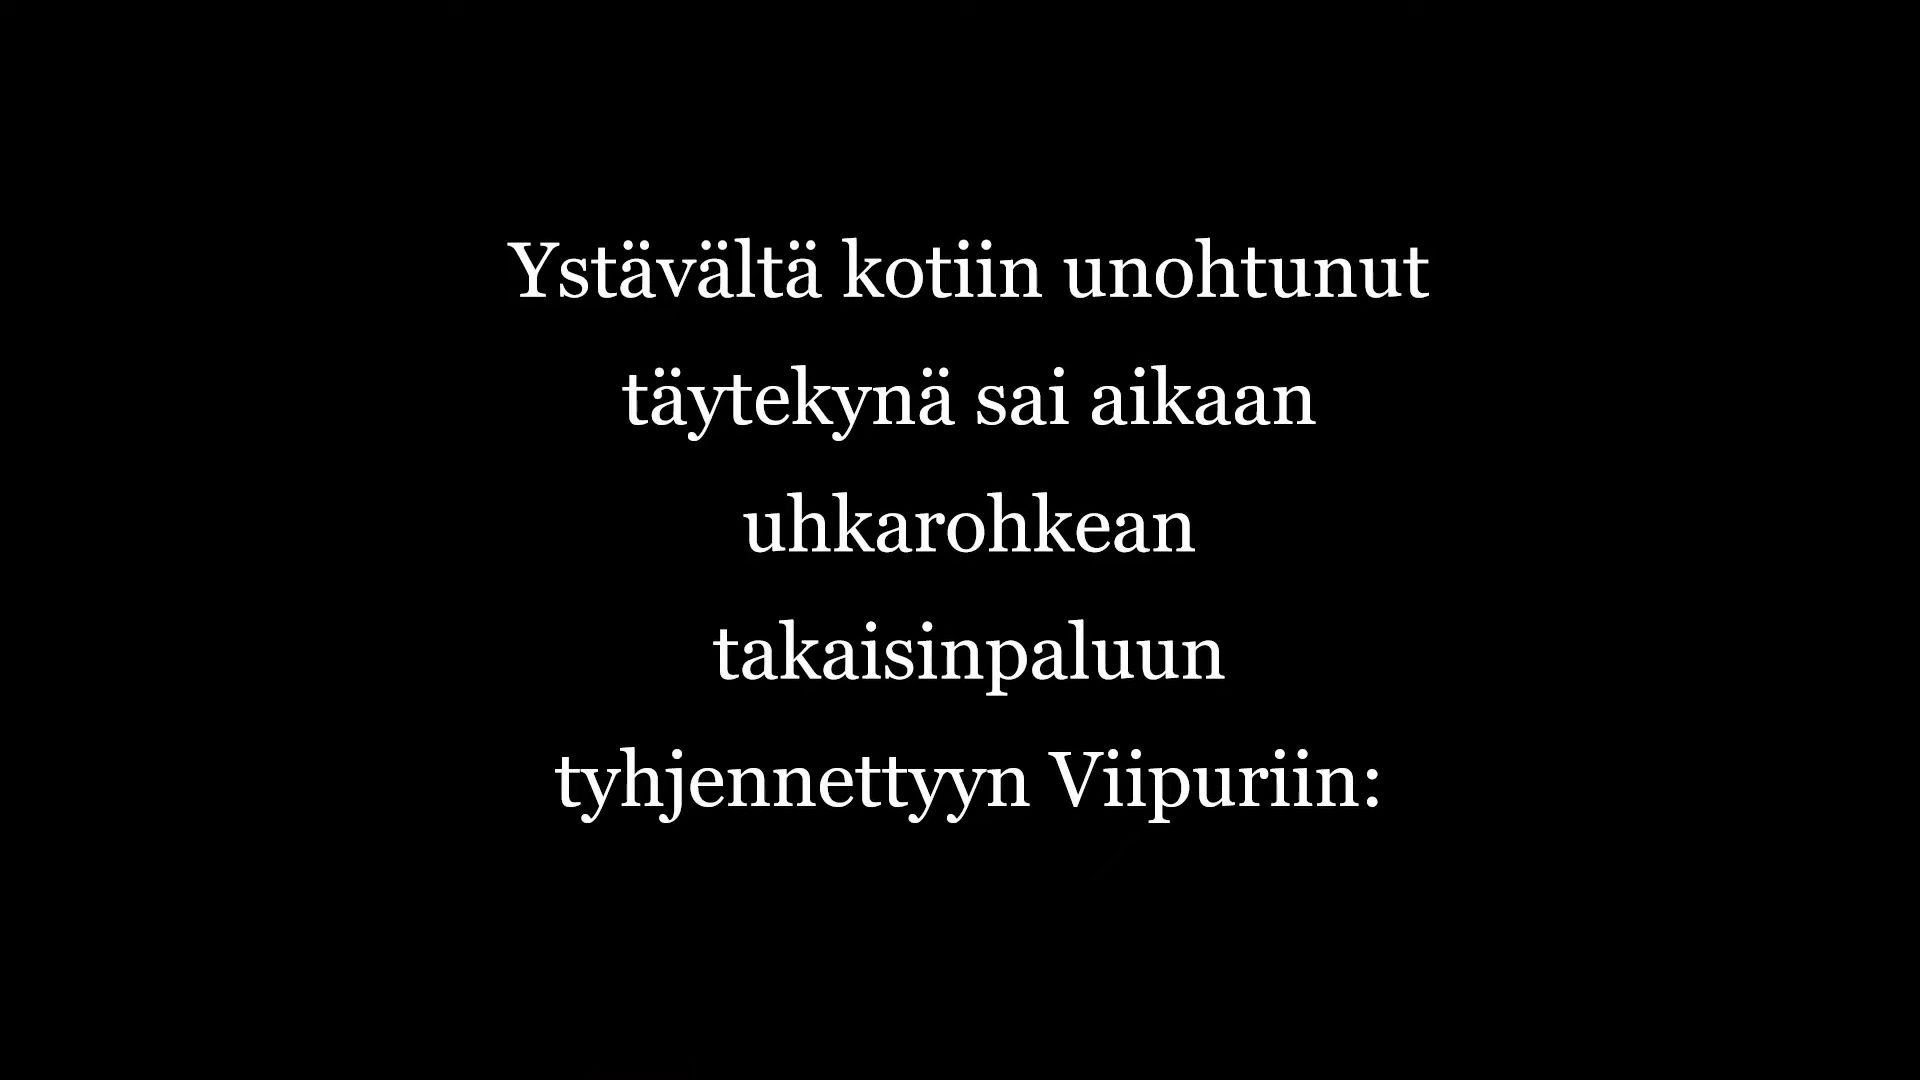 Ystävältä kotiin unohtunut
täytekynä sai aikaan
uhkarohkean
takaisinpaluun
tyhjennettyyn Viipuriin: